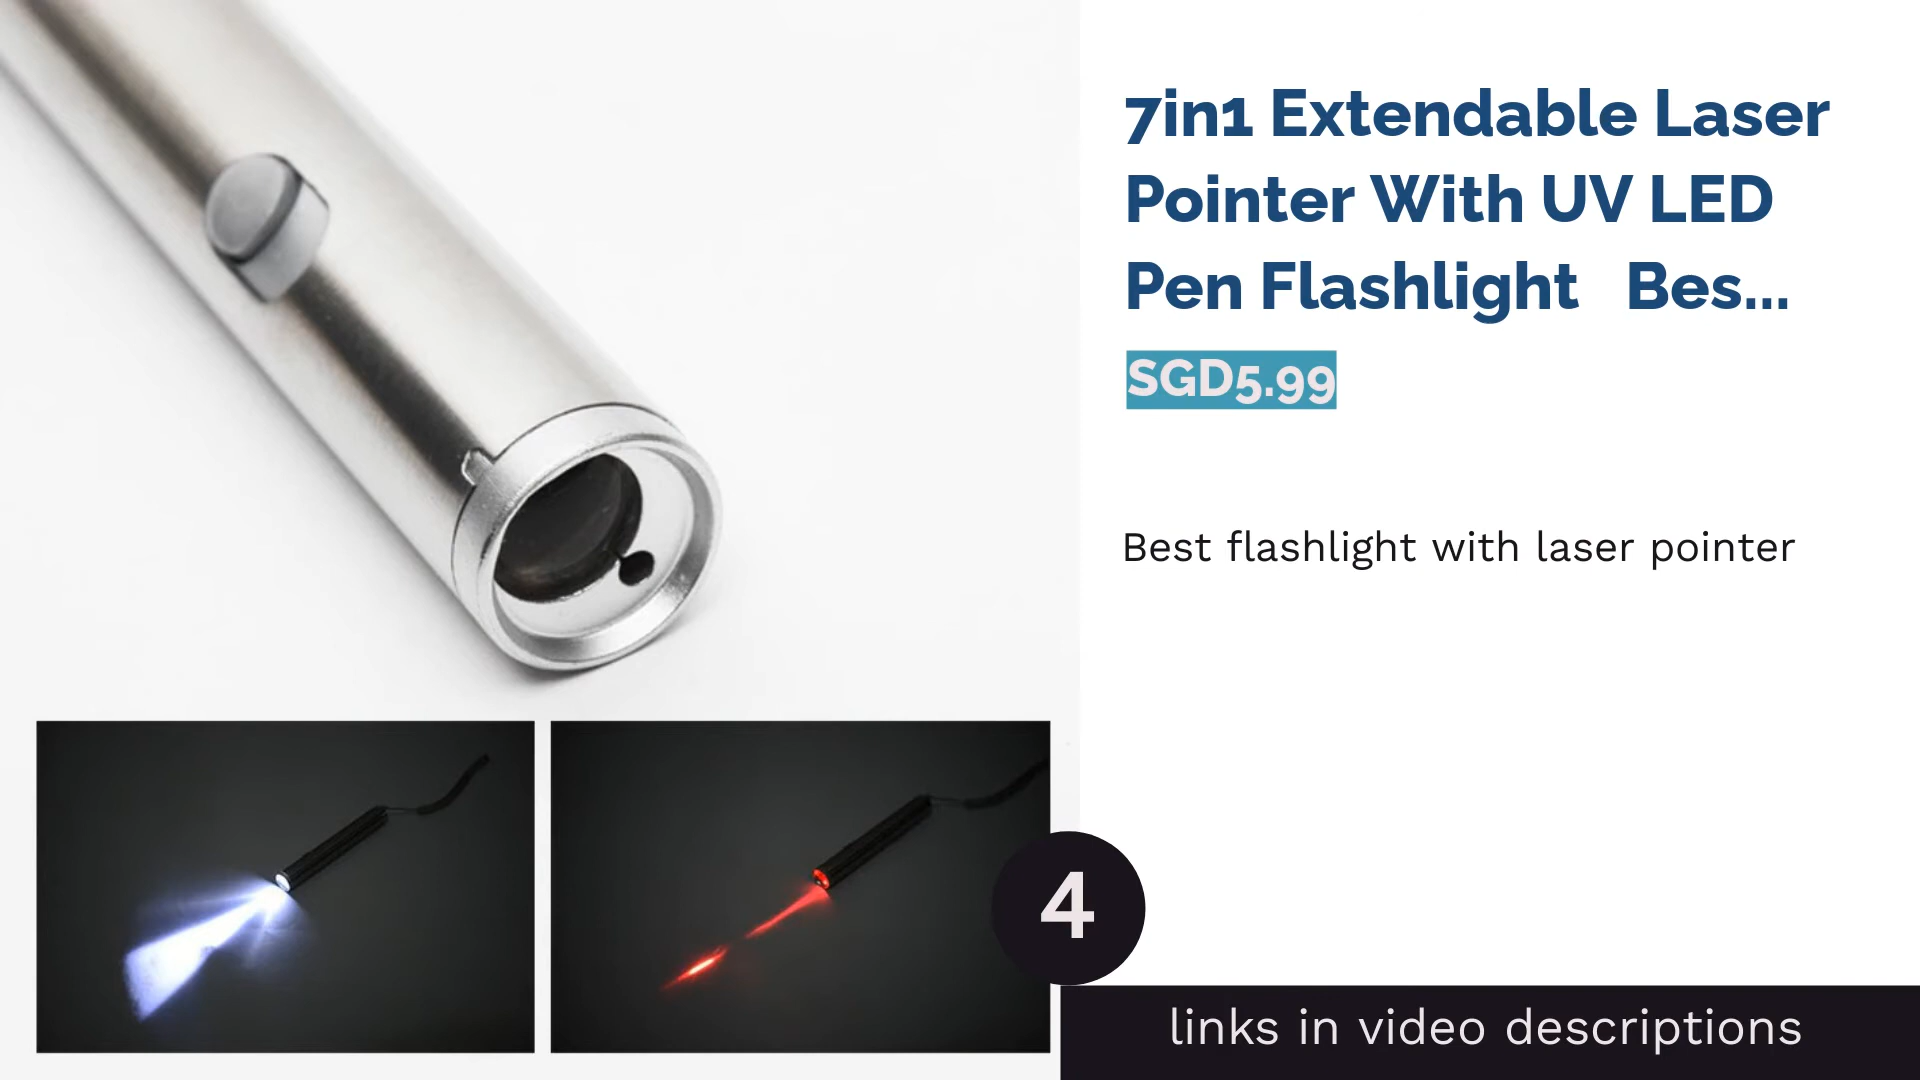 7in1 Extendable Laser
Pointer With UV LED
Pen Flashlight   Bes...
SGD5.99
Best flashlight with laser pointer
4
links in video descriptions